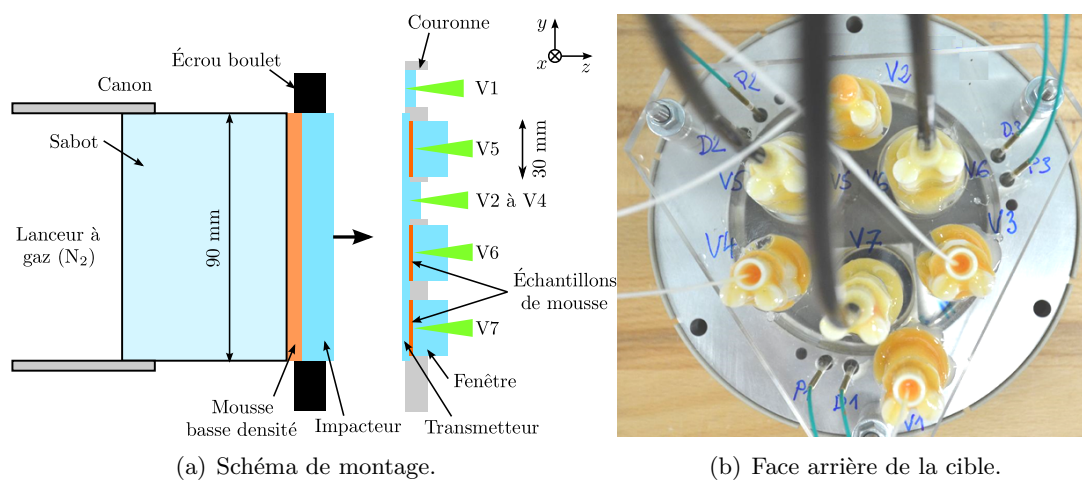 Couronne
y
x
z
Écrou boulet
Canon
Sabot
V1
V5
30 mm
V2 à V4
90 mm
Lanceur à
gaz (N₂)
V6
Échantillons
de mousse
V7
Fenêtre
Mousse
basse densité
Impacteur
Transmetteur
(a) Schéma de montage.
V2
P2
D2
D3
P3
V5
V5
V6
V6
V4
V7
V3
P1
D1
V1
(b) Face arrière de la cible.